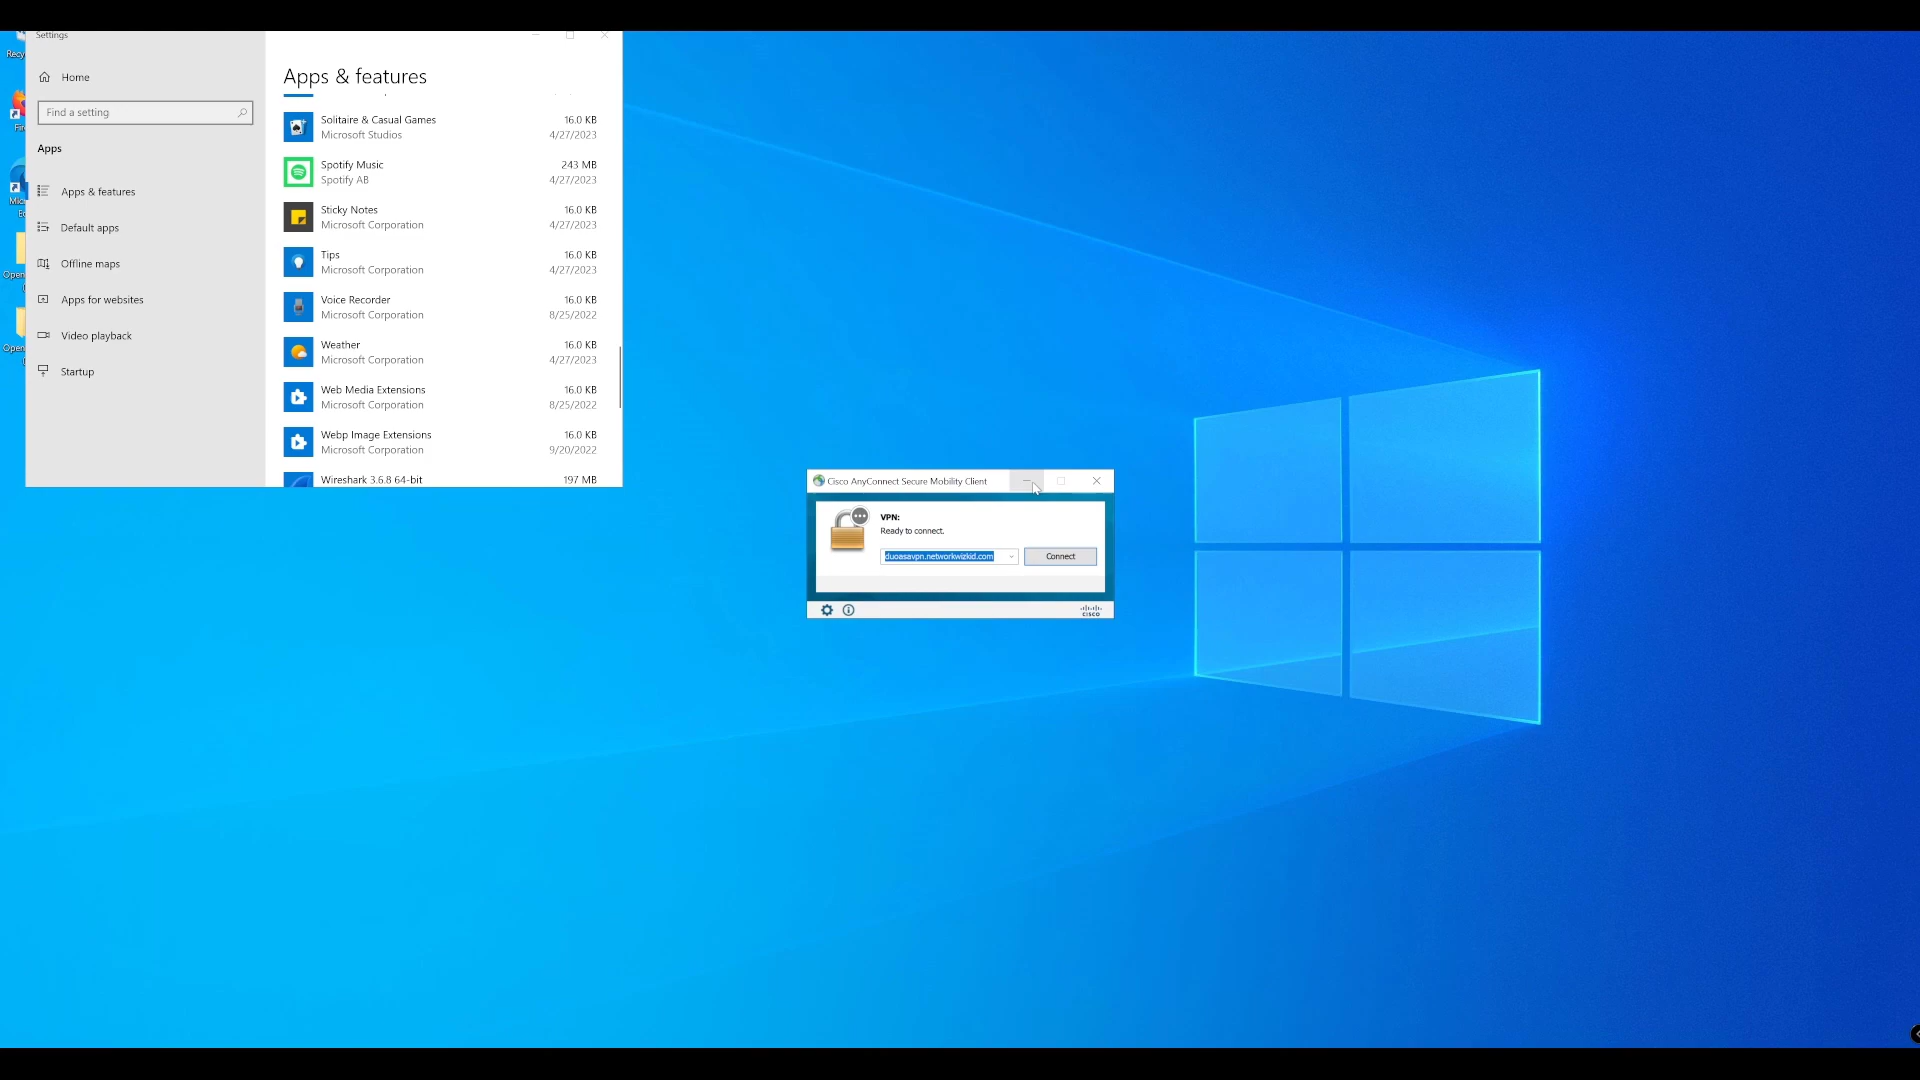 Settings
Home
Find a setting
Apps
Apps & features
Default apps
Offline maps
Apps for websites
Video playback
Startup
Apps & features
Solitaire & Casual Games 16.0 KB
Microsoft Studios 4/27/2023
Spotify Music 243 MB
Spotify AB 4/27/2023
Sticky Notes 16.0 KB
Microsoft Corporation 4/27/2023
Tips 16.0 KB
Microsoft Corporation 4/27/2023
Voice Recorder 16.0 KB
Microsoft Corporation 8/25/2022
Weather 16.0 KB
Microsoft Corporation 4/27/2023
Web Media Extensions 16.0 KB
Microsoft Corporation 8/25/2022
Webp Image Extensions 16.0 KB
Microsoft Corporation 9/20/2022
Wireshark 3.6.8 64-bit 197 MB
Recy
Fire
Mic
Ed
Open
Open
Cisco AnyConnect Secure Mobility Client
VPN:
Ready to connect.
duoasavpn.networkwizkid.com
Connect
CISCO